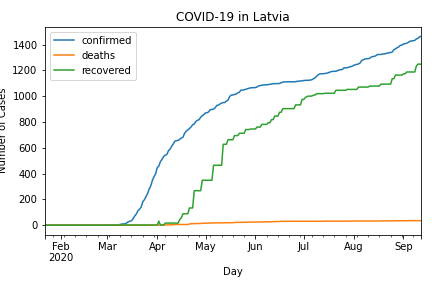 COVID-19 in Latvia
confirmed
deaths
recovered
1400
1200
1000
800
600
400
200
0
Number of Cases
Feb Mar Apr May Jun Jul Aug Sep
2020
Day